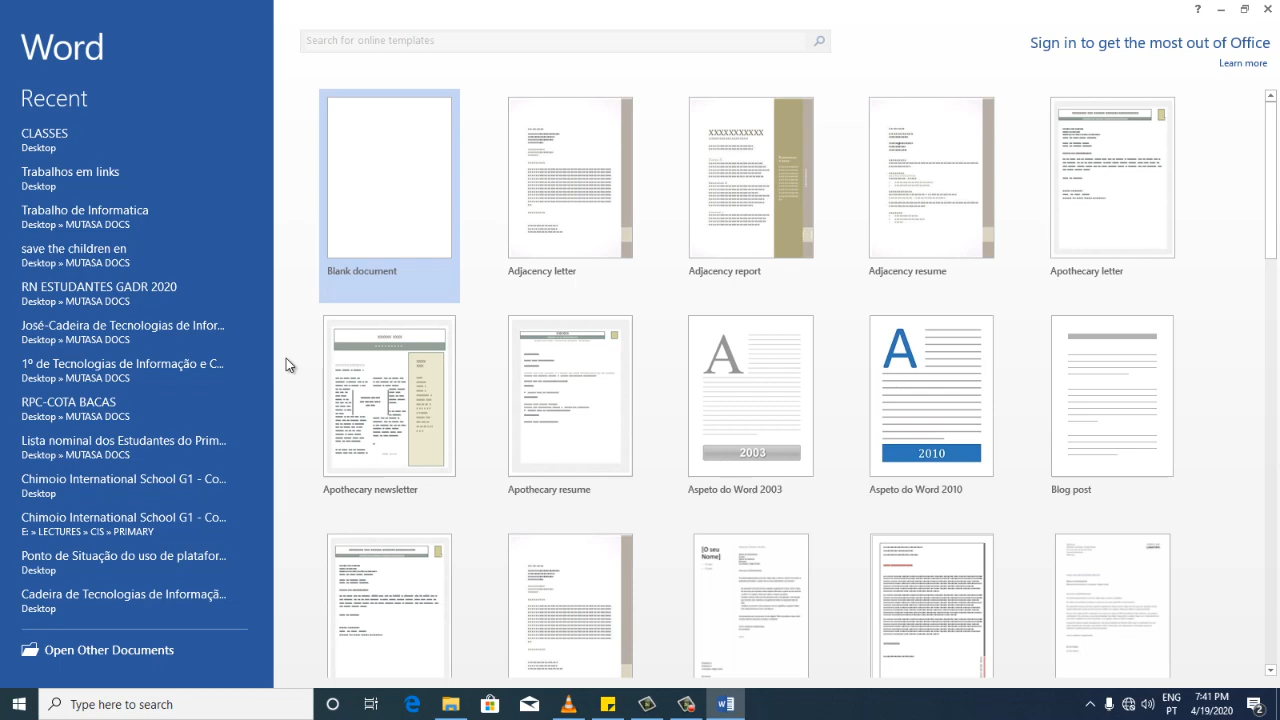 Word
Search for online templates
Sign in to get the most out of Office
Learn more
Recent
CLASSES
Desktop
links
Desktop
de Informática
Desktop » MUTASA DOCS
save the children en
Desktop » MUTASA DOCS
RN ESTUDANTES GADR 2020
Desktop » MUTASA DOCS
José-Cadeira de Tecnologias de Infor...
Desktop » MUTASA DOCS
1º de Tecnologias de Informação e C...
Desktop » MUTASA DOCS
RPC-COTA BACAS
Desktop » MUTASA DOCS
Lista nominal dos estudantes do Prim...
Desktop » MUTASA DOCS
Chimoio International School G1 - Co...
Desktop
Chimoio International School G1 - Co...
E: » LECTURES » CIS » PRIMARY
Ponto de Situação do uso de platafor...
Desktop
Cadeira de Tecnologias de Informaç...
Desktop
Open Other Documents
Blank document
Adjacency letter
Adjacency report
Adjacency resume
Apothecary letter
2003
2010
Apothecary newsletter
Apothecary resume
Aspeto do Word 2003
Aspeto do Word 2010
Blog post
[O seu
Nome]
Type here to search
ENG
PT
7:41 PM
4/19/2020
2